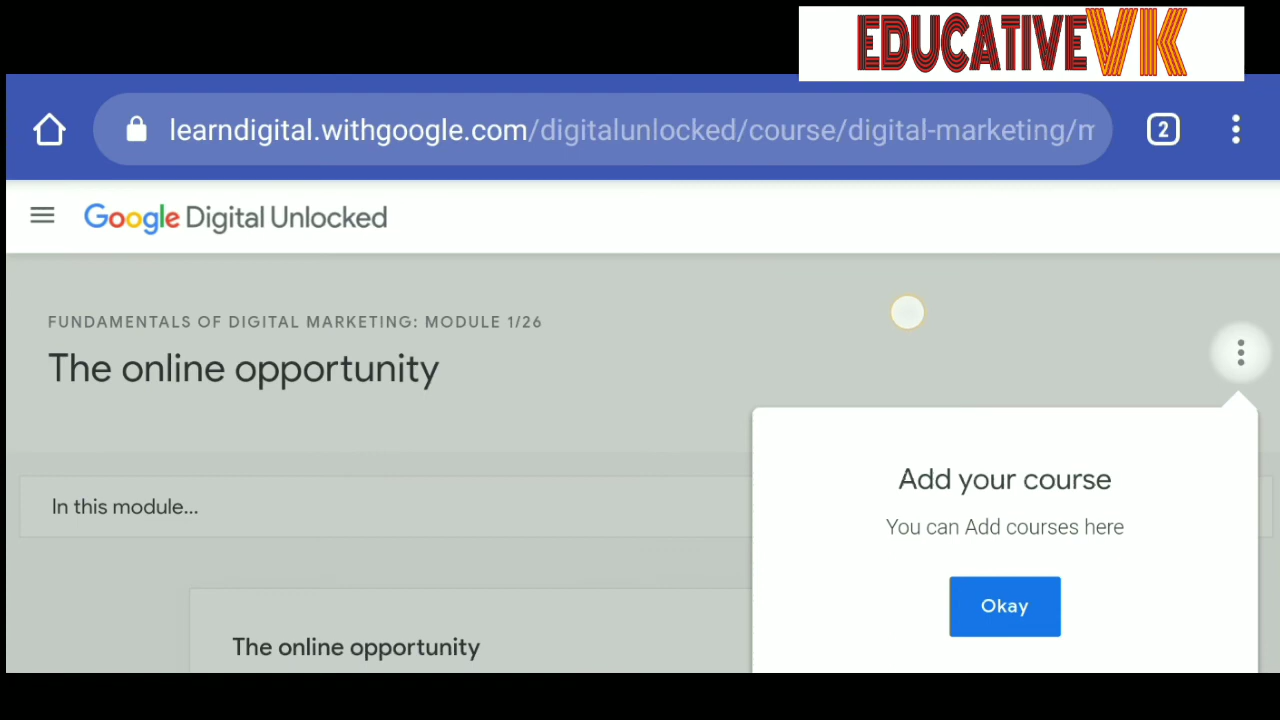 EDUCATIVEVK
learndigital.withgoogle.com/digitalunlocked/course/digital-marketing/m
2
Google Digital Unlocked
FUNDAMENTALS OF DIGITAL MARKETING: MODULE 1/26
The online opportunity
Add your course
You can Add courses here
In this module...
Okay
The online opportunity